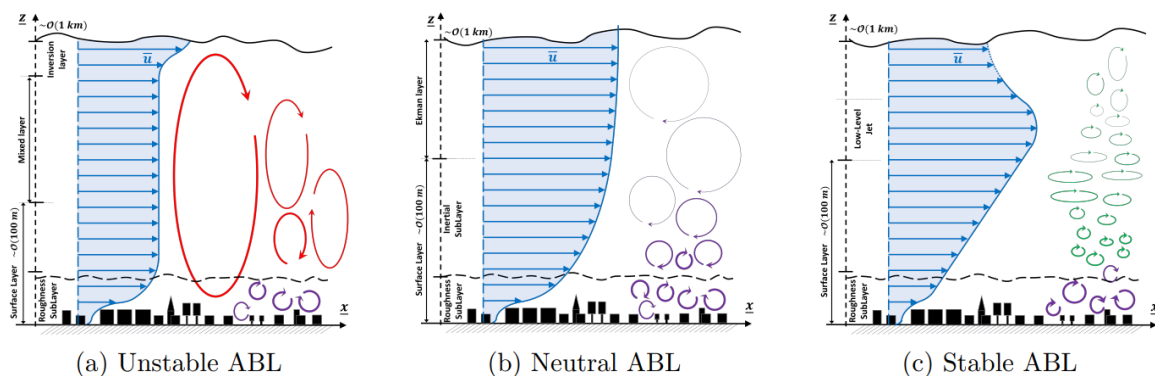 z
~𝒪(1 km)
Inversion layer
Mixed layer
Surface Layer ~𝒪(100 m)
Roughness SubLayer
u̅
x
(a) Unstable ABL
z
~𝒪(1 km)
Ekman layer
Inertial SubLayer
Surface Layer ~𝒪(100 m)
Roughness SubLayer
u̅
x
(b) Neutral ABL
z
~𝒪(1 km)
Low-Level Jet
Surface Layer ~𝒪(100 m)
Roughness SubLayer
u̅
x
(c) Stable ABL